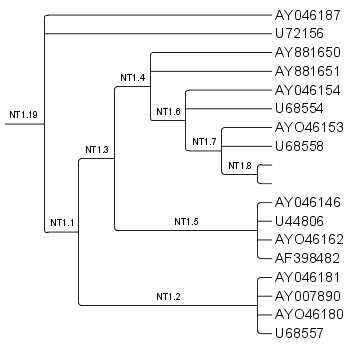 AY046187
U72156
AY881650
NT1.4
AY881651
AY046154
NT1.6
U68554
NT1.19
AYO46153
NT1.7
U68558
NT1.3
NT1.8
AY046146
NT1.1
NT1.5
U44806
AYO46162
AF398482
AY046181
NT1.2
AY007890
AYO46180
U68557